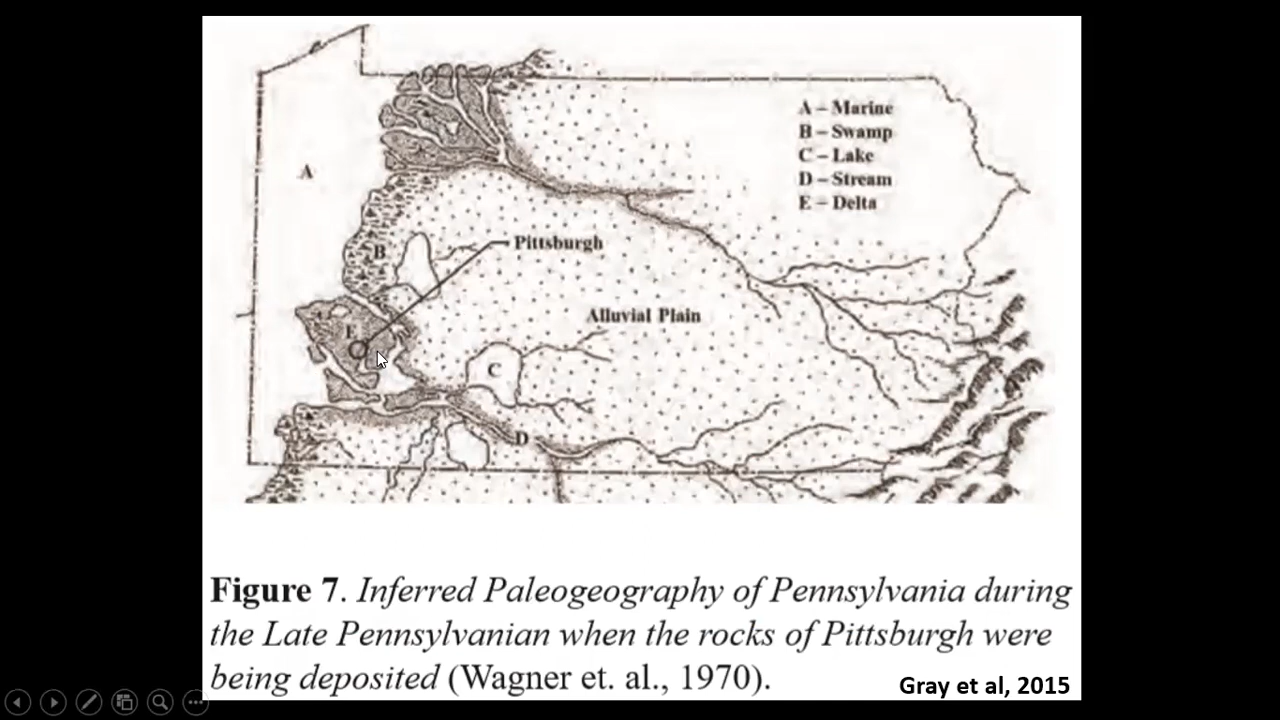 A – Marine
B – Swamp
C – Lake
D – Stream
E – Delta
A
B
Pittsburgh
E
Alluvial Plain
C
D
Figure 7. Inferred Paleogeography of Pennsylvania during
the Late Pennsylvanian when the rocks of Pittsburgh were
being deposited (Wagner et. al., 1970).
Gray et al, 2015